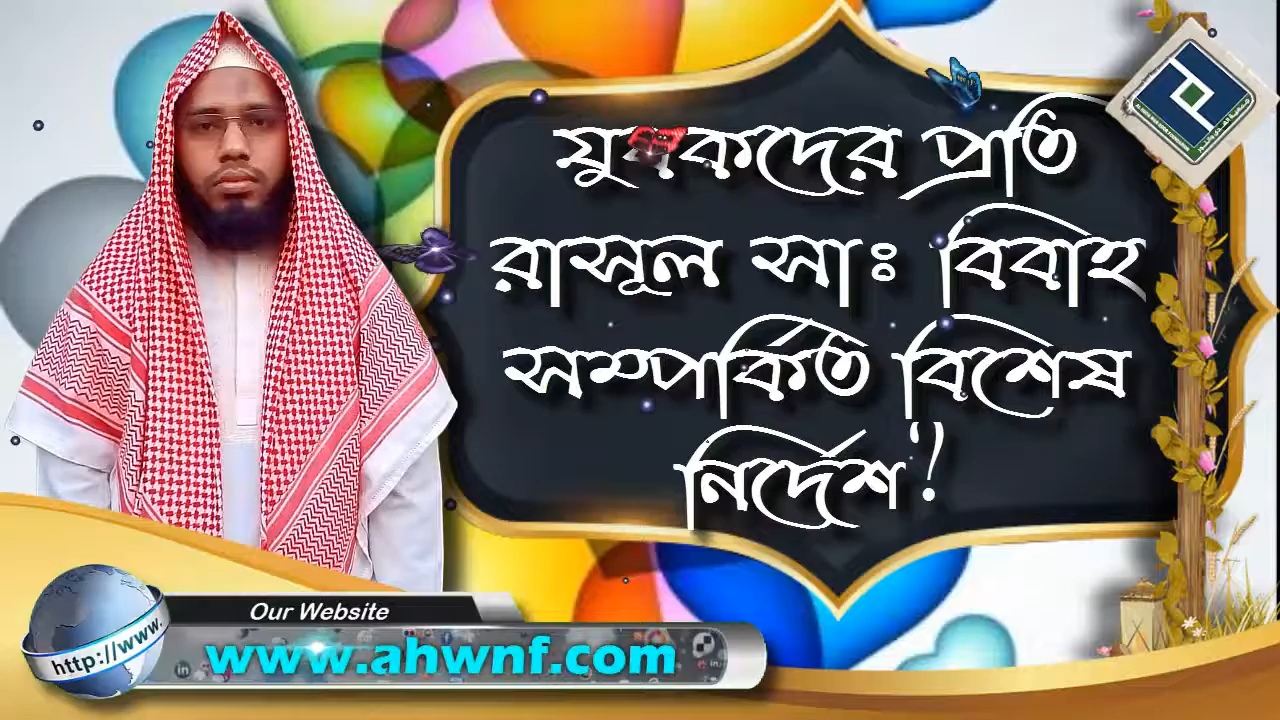 যুবকদের প্রতি
রাসূল সাঃ বিবাহ
সম্পর্কিত বিশেষ
নির্দেশ!
Our Website
http://www.
www.ahwnf.com